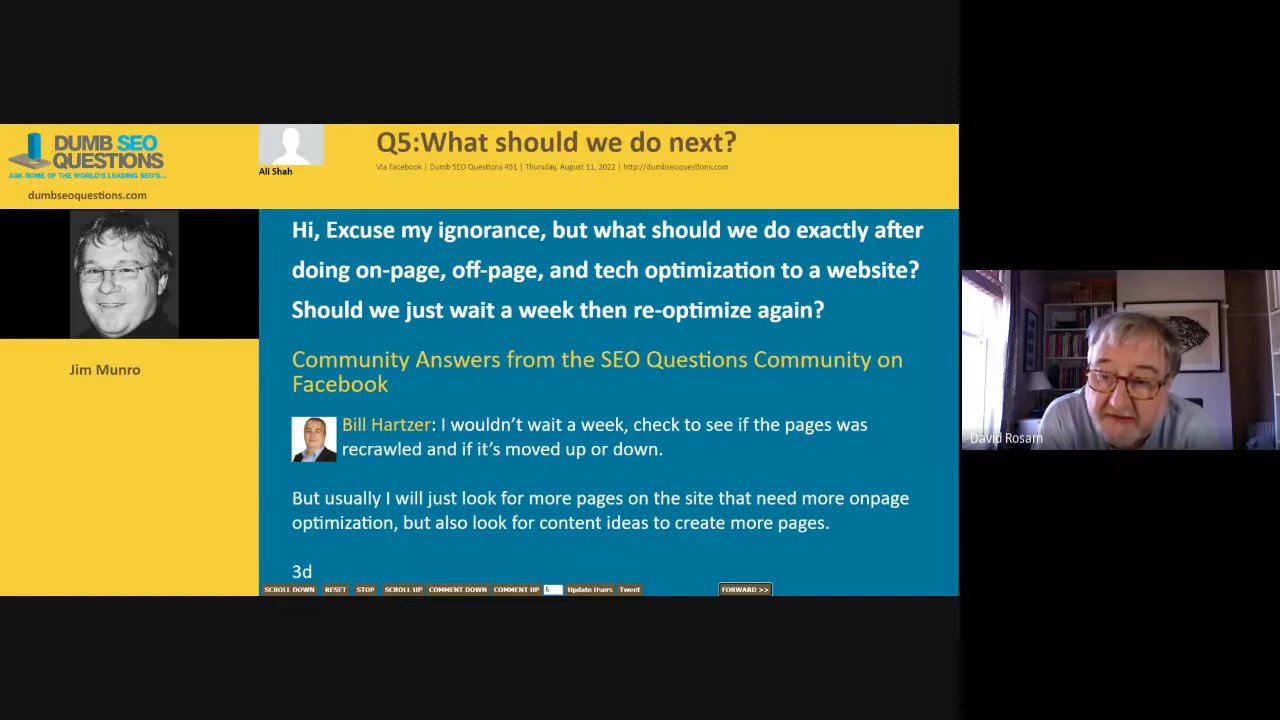 DUMB SEO
QUESTIONS
ASK SOME OF THE WORLD'S LEADING SEO'S...
dumbseoquestions.com
Jim Munro
Ali Shah
Q5:What should we do next?
Via Facebook | Dumb SEO Questions 451 | Thursday, August 11, 2022 | http://dumbseoquestions.com
Hi, Excuse my ignorance, but what should we do exactly after
doing on-page, off-page, and tech optimization to a website?
Should we just wait a week then re-optimize again?
Community Answers from the SEO Questions Community on
Facebook
Bill Hartzer: I wouldn't wait a week, check to see if the pages was
recrawled and if it's moved up or down.
But usually I will just look for more pages on the site that need more onpage
optimization, but also look for content ideas to create more pages.
3d
SCROLL DOWN RESET STOP SCROLL UP COMMENT DOWN COMMENT UP 5 Update Users Tweet FORWARD >>
David Rosam